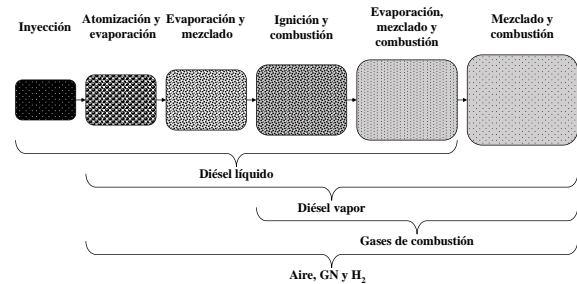 Inyección
Atomización y
evaporación
Evaporación y
mezclado
Ignición y
combustión
Evaporación,
mezclado y
combustión
Mezclado y
combustión
Diésel líquido
Diésel vapor
Gases de combustión
Aire, GN y H₂